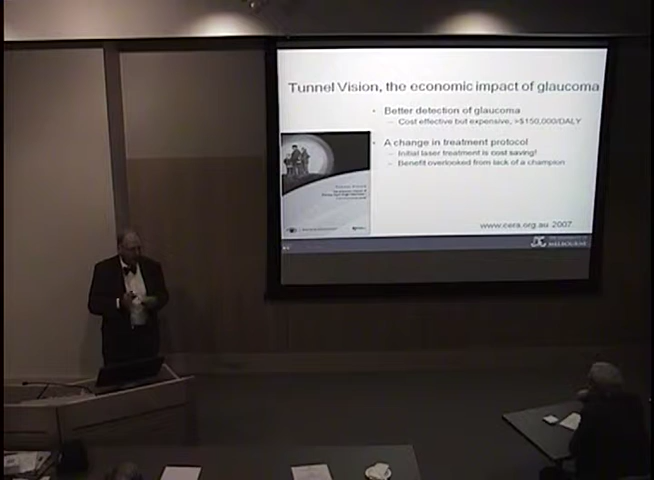 Tunnel Vision, the economic impact of glaucoma
• Better detection of glaucoma
– Cost effective but expensive, >$150,000/DALY
• A change in treatment protocol
– Initial laser treatment is cost saving!
– Benefit overlooked from lack of a champion
www.cera.org.au 2007
MELBOURNE